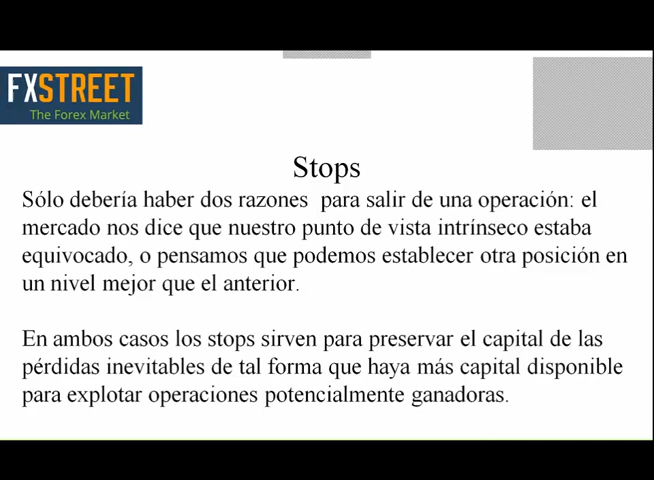 FXSTREET
The Forex Market
Stops
Sólo debería haber dos razones  para salir de una operación: el
mercado nos dice que nuestro punto de vista intrínseco estaba
equivocado, o pensamos que podemos establecer otra posición en
un nivel mejor que el anterior.
En ambos casos los stops sirven para preservar el capital de las
pérdidas inevitables de tal forma que haya más capital disponible
para explotar operaciones potencialmente ganadoras.